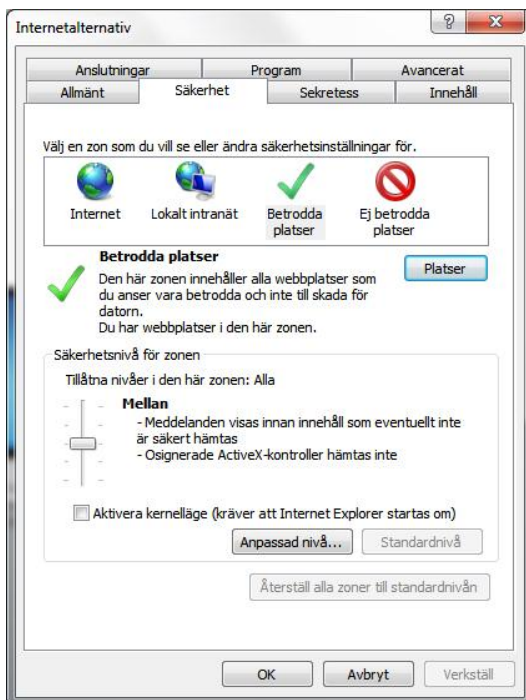 Internetalternativ
Anslutningar Program Avancerat
Allmänt Säkerhet Sekretess Innehåll
Välj en zon som du vill se eller ändra säkerhetsinställningar för.
Internet Lokalt intranät Betrodda platser Ej betrodda platser
Betrodda platser
Platser
Den här zonen innehåller alla webbplatser som
du anser vara betrodda och inte till skada för
datorn.
Du har webbplatser i den här zonen.
Säkerhetsnivå för zonen
Tillåtna nivåer i den här zonen: Alla
Mellan
- Meddelanden visas innan innehåll som eventuellt inte
är säkert hämtas
- Osignerade ActiveX-kontroller hämtas inte
Aktivera kernelläge (kräver att Internet Explorer startas om)
Anpassad nivå... Standardnivå
Återställ alla zoner till standardnivån
OK Avbryt Verkställ